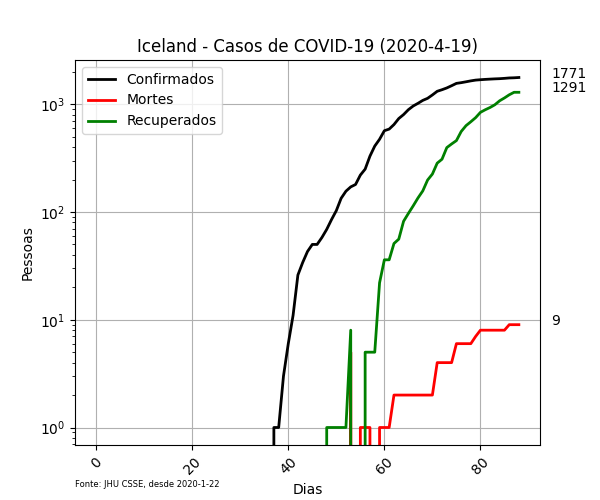 Iceland - Casos de COVID-19 (2020-4-19)
Confirmados
Mortes
Recuperados
1771
1291
9
10³
10²
10¹
10⁰
Pessoas
0 20 40 60 80
Dias
Fonte: JHU CSSE, desde 2020-1-22